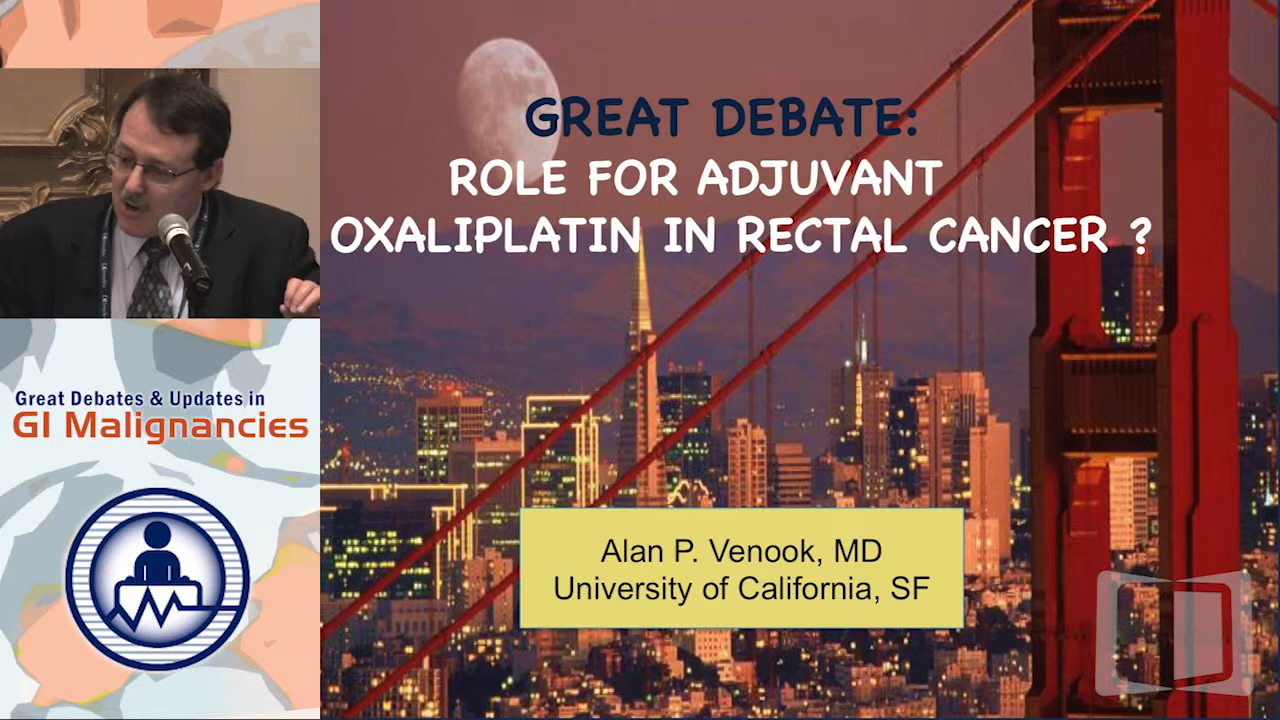 GREAT DEBATE:
ROLE FOR ADJUVANT
OXALIPLATIN IN RECTAL CANCER ?
Great Debates & Updates in
GI Malignancies
Alan P. Venook, MD
University of California, SF